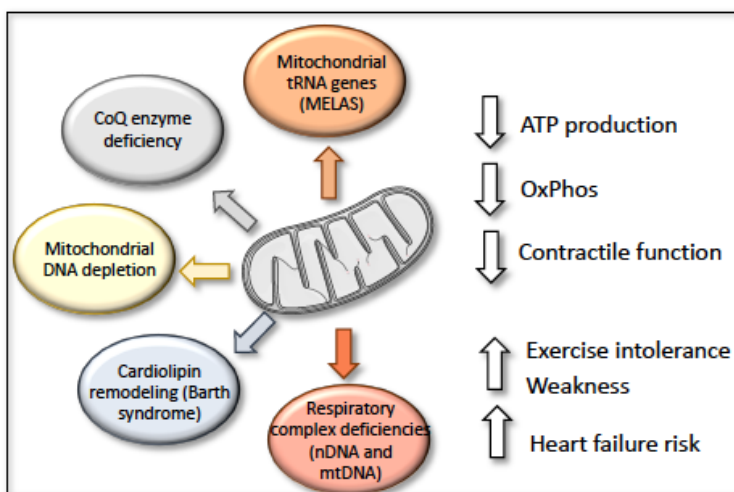 Mitochondrial
tRNA genes
(MELAS)
CoQ enzyme
deficiency
Mitochondrial
DNA depletion
Cardiolipin
remodeling (Barth
syndrome)
Respiratory
complex deficiencies
(nDNA and
mtDNA)
ATP production
OxPhos
Contractile function
Exercise intolerance
Weakness
Heart failure risk